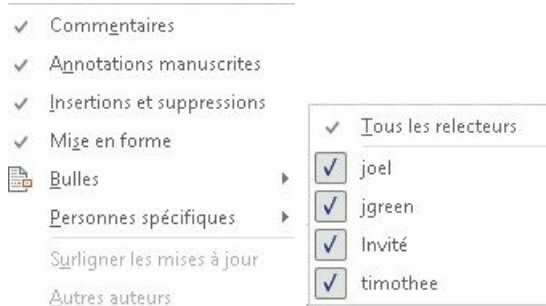 Commentaires
Annotations manuscrites
Insertions et suppressions
Mise en forme
Bulles
Personnes spécifiques
Surligner les mises à jour
Autres auteurs
Tous les relecteurs
joel
jgreen
Invité
timothee